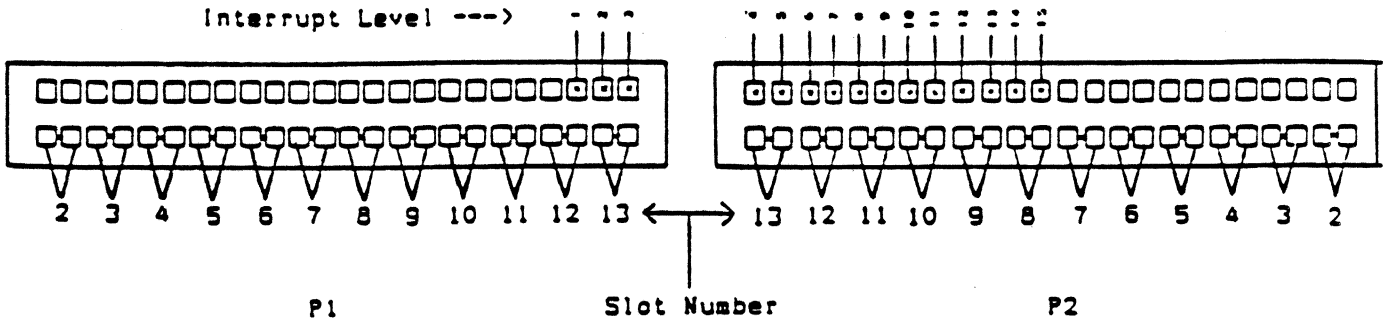 Interrupt Level --->
2 3 4 5 6 7 8 9 10 11 12 13
13 12 11 10 9 8 7 6 5 4 3 2
P1
Slot Number
P2